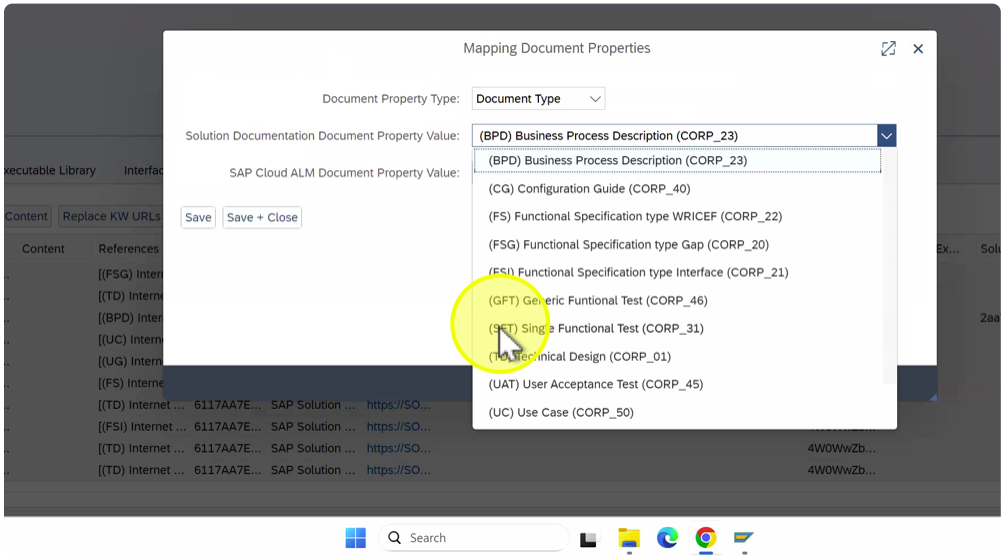 Mapping Document Properties
Document Property Type: Document Type
Solution Documentation Document Property Value: (BPD) Business Process Description (CORP_23)
(BPD) Business Process Description (CORP_23)
xecutable Library Interfac
SAP Cloud ALM Document Property Value:
(CG) Configuration Guide (CORP_40)
Content Replace KW URLs Save Save + Close (FS) Functional Specification type WRICEF (CORP_22)
(FSG) Functional Specification type Gap (CORP_20)
Content References Ex... Solu
(FSI) Functional Specification type Interface (CORP_21)
.. [(FSG) Intern
.. [(TD) Intern
(GFT) Generic Funtional Test (CORP_46)
.. [(BPD) Inter 2aa
(SFT) Single Functional Test (CORP_31)
.. [(UC) Intern
(TD) Technical Design (CORP_01)
.. [(UG) Intern
.. [(FS) Intern
(UAT) User Acceptance Test (CORP_45)
.. [(TD) Internet ... 6117AA7E... SAP Solution ... https://SO...
(UC) Use Case (CORP_50)
.. [(FSI) Internet ... 6117AA7E... SAP Solution ... https://SO...
.. [(TD) Internet ... 6117AA7E... SAP Solution ... https://SO... 4W0WwZb...
.. [(TD) Internet ... 6117AA7E... SAP Solution ... https://SO... 4W0WwZb...
Search